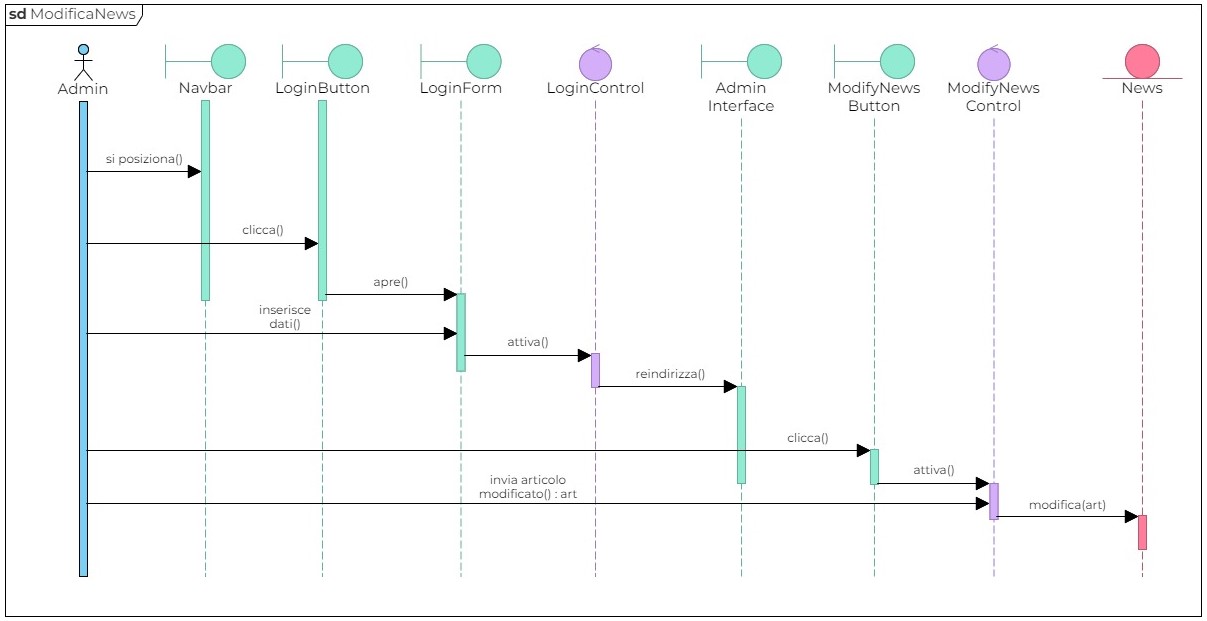 sd ModificaNews
Admin
Navbar
LoginButton
LoginForm
LoginControl
Admin
Interface
ModifyNews
Button
ModifyNews
Control
News
si posiziona()
clicca()
apre()
inserisce
dati()
attiva()
reindirizza()
clicca()
attiva()
invia articolo
modificato() : art
modifica(art)